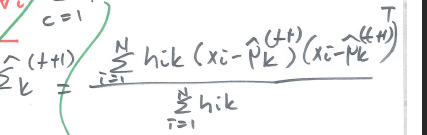 c = 1
Σ̂k^(t+1) = Σ_{i=1}^{N} hik (xi - μ̂k^(t+1)) (xi - μ̂k^(t+1))^T
Σ_{i=1}^{N} hik